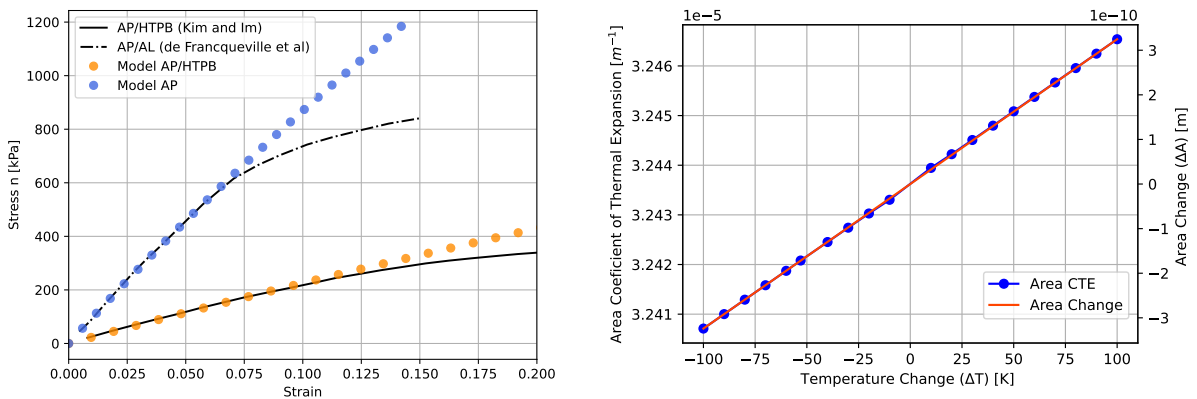 AP/HTPB (Kim and Im)
AP/AL (de Francqueville et al)
Model AP/HTPB
Model AP
Stress n [kPa]
1200
1000
800
600
400
200
0
0.000
0.025
0.050
0.075
0.100
0.125
0.150
0.175
0.200
Strain
1e−5
1e−10
Area Coeficient of Thermal Expansion [m⁻¹]
3.246
3.245
3.244
3.243
3.242
3.241
Area CTE
Area Change
3
2
1
0
−1
−2
−3
Area Change (ΔA) [m]
−100
−75
−50
−25
0
25
50
75
100
Temperature Change (ΔT) [K]